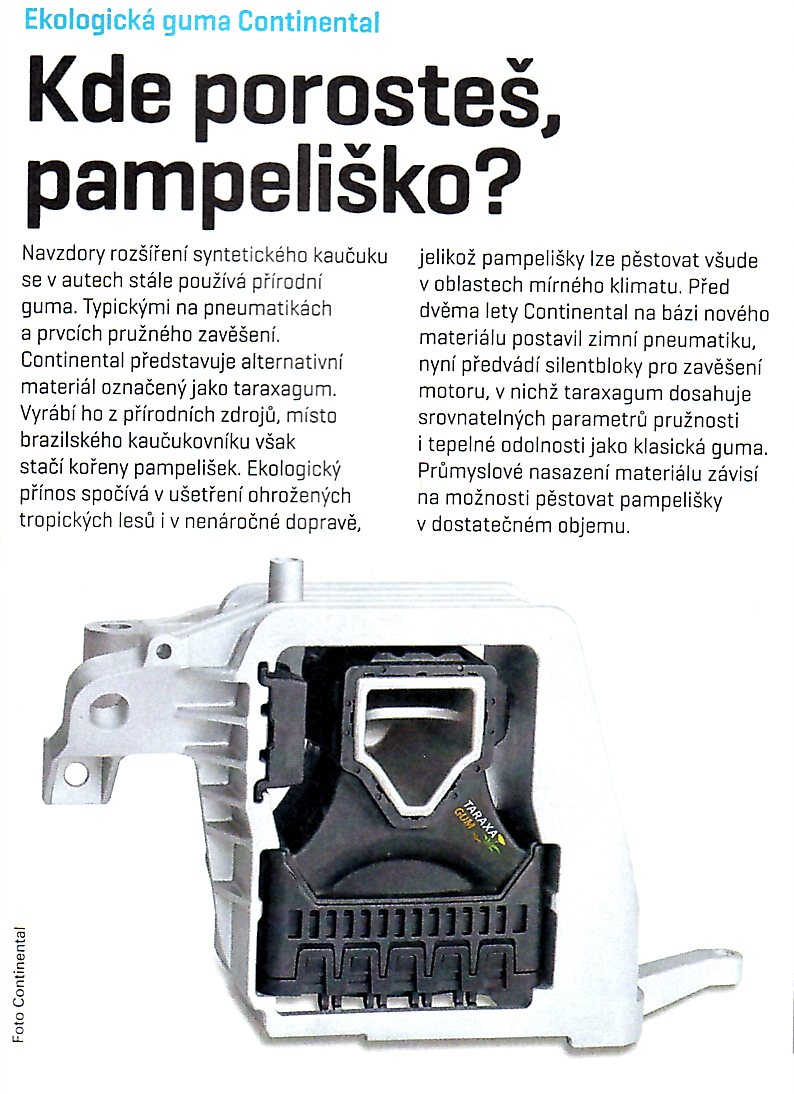 Ekologická guma Continental
Kde porosteš,
pampeliško?
Navzdory rozšíření syntetického kaučuku
se v autech stále používá přírodní
guma. Typickými na pneumatikách
a prvcích pružného zavěšení.
Continental představuje alternativní
materiál označený jako taraxagum.
Vyrábí ho z přírodních zdrojů, místo
brazilského kaučukovníku však
stačí kořeny pampelišek. Ekologický
přínos spočívá v ušetření ohrožených
tropických lesů i v nenáročné dopravě,
jelikož pampelišky lze pěstovat všude
v oblastech mírného klimatu. Před
dvěma lety Continental na bázi nového
materiálu postavil zimní pneumatiku,
nyní předvádí silentbloky pro zavěšení
motoru, v nichž taraxagum dosahuje
srovnatelných parametrů pružnosti
i tepelné odolnosti jako klasická guma.
Průmyslové nasazení materiálu závisí
na možnosti pěstovat pampelišky
v dostatečném objemu.
TARAXA
GUM
Foto Continental